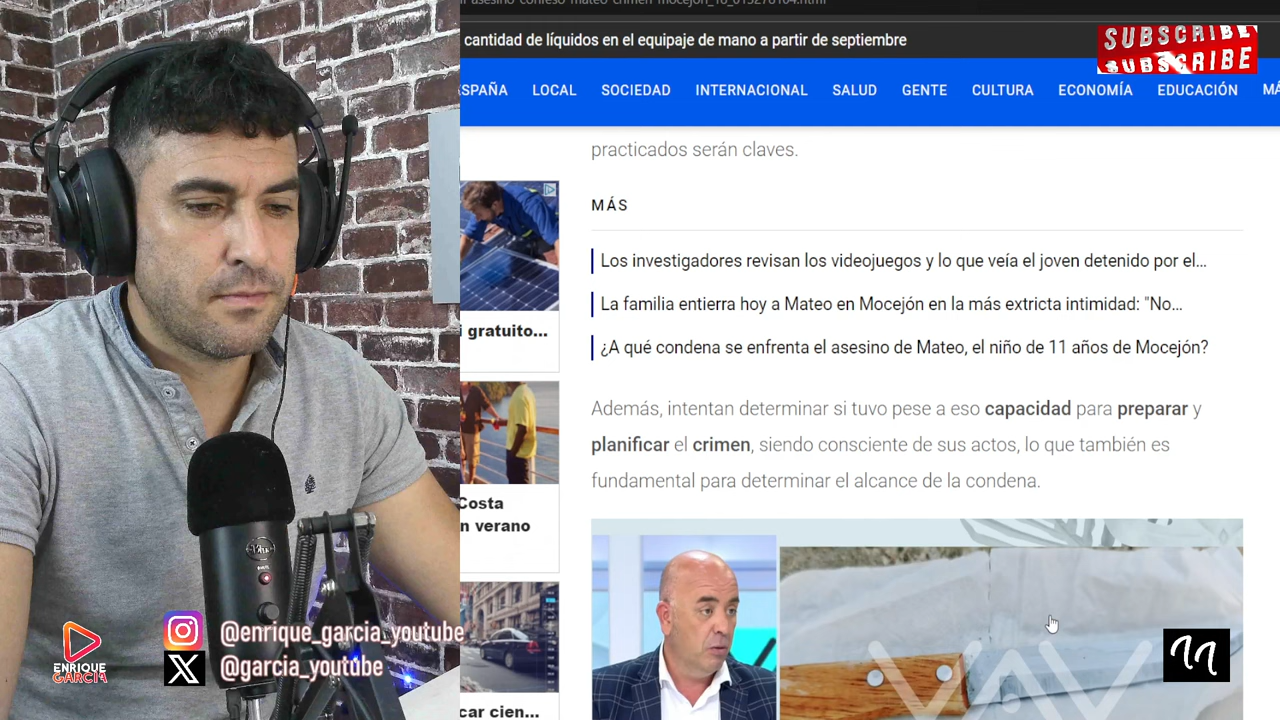 cantidad de líquidos en el equipaje de mano a partir de septiembre
SUBSCRIBE
SUBSCRIBE
SPAÑA LOCAL SOCIEDAD INTERNACIONAL SALUD GENTE CULTURA ECONOMÍA EDUCACIÓN MÁ
practicados serán claves.
MÁS
Los investigadores revisan los videojuegos y lo que veía el joven detenido por el...
La familia entierra hoy a Mateo en Mocejón en la más extricta intimidad: "No...
¿A qué condena se enfrenta el asesino de Mateo, el niño de 11 años de Mocejón?
Además, intentan determinar si tuvo pese a eso capacidad para preparar y
planificar el crimen, siendo consciente de sus actos, lo que también es
fundamental para determinar el alcance de la condena.
gratuito...
Costa
n verano
car cien...
@enrique_garcia_youtube
@garcia_youtube
ENRIQUE
GARCIA